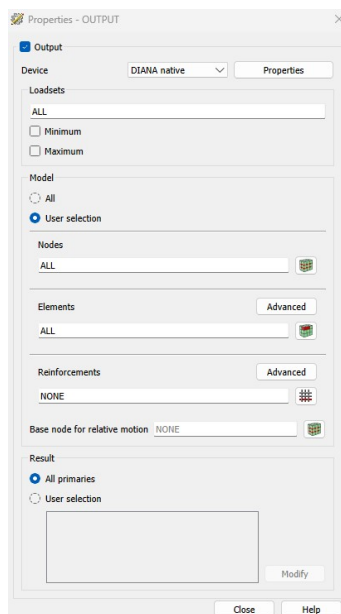 Properties - OUTPUT
Output
Device DIANA native Properties
Loadsets
ALL
Minimum
Maximum
Model
All
User selection
Nodes
ALL
Elements Advanced
ALL
Reinforcements Advanced
NONE
Base node for relative motion NONE
Result
All primaries
User selection
Modify
Close Help